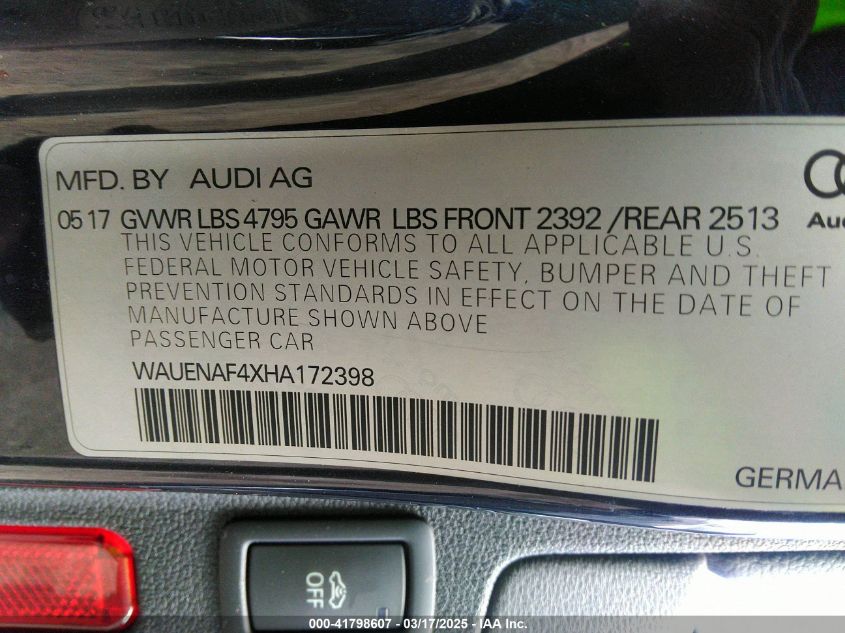 MFD. BY AUDI AG
05 17 GVWR LBS 4795 GAWR LBS FRONT 2392 /REAR 2513
THIS VEHICLE CONFORMS TO ALL APPLICABLE U.S.
FEDERAL MOTOR VEHICLE SAFETY, BUMPER AND THEFT
PREVENTION STANDARDS IN EFFECT ON THE DATE OF
MANUFACTURE SHOWN ABOVE
PASSENGER CAR
WAUENAF4XHA172398
GERMA
OFF
000-41798607 - 03/17/2025 - IAA Inc.